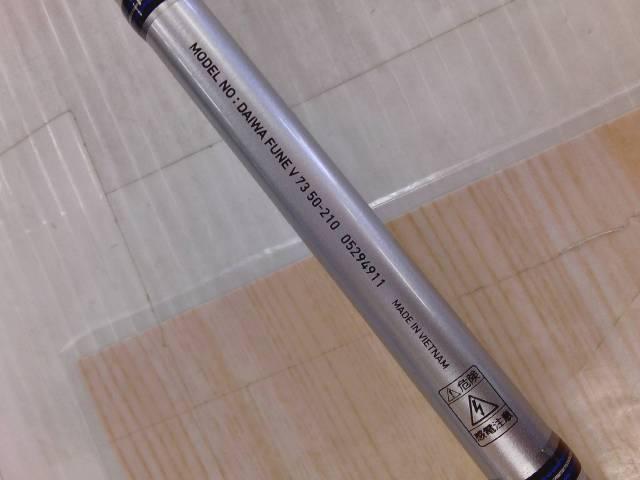 MODEL NO : DAIWA FUNE V 73 50-210 05294911
MADE IN VIETNAM
危険
感電注意